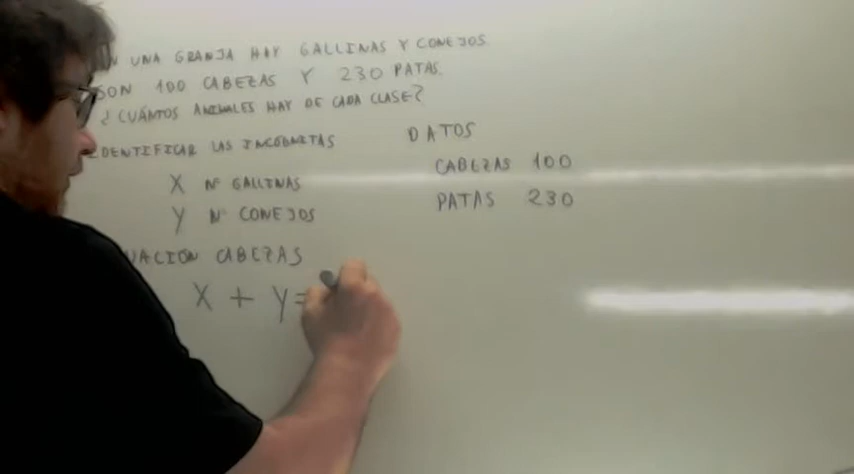 UNA GRANJA HAY GALLINAS Y CONEJOS.
SON 100 CABEZAS Y 230 PATAS.
¿CUÁNTOS ANIMALES HAY DE CADA CLASE?
IDENTIFICAR LAS INCOGNITAS
X Nº GALLINAS
Y Nº CONEJOS
UACIÓN CABEZAS
X + Y =
DATOS
CABEZAS 100
PATAS 230